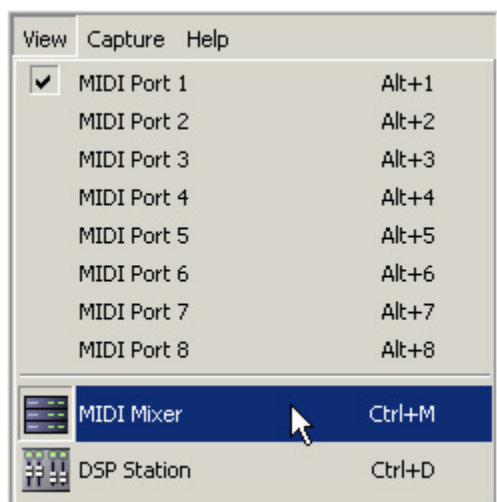 View Capture Help
MIDI Port 1 Alt+1
MIDI Port 2 Alt+2
MIDI Port 3 Alt+3
MIDI Port 4 Alt+4
MIDI Port 5 Alt+5
MIDI Port 6 Alt+6
MIDI Port 7 Alt+7
MIDI Port 8 Alt+8
MIDI Mixer Ctrl+M
DSP Station Ctrl+D